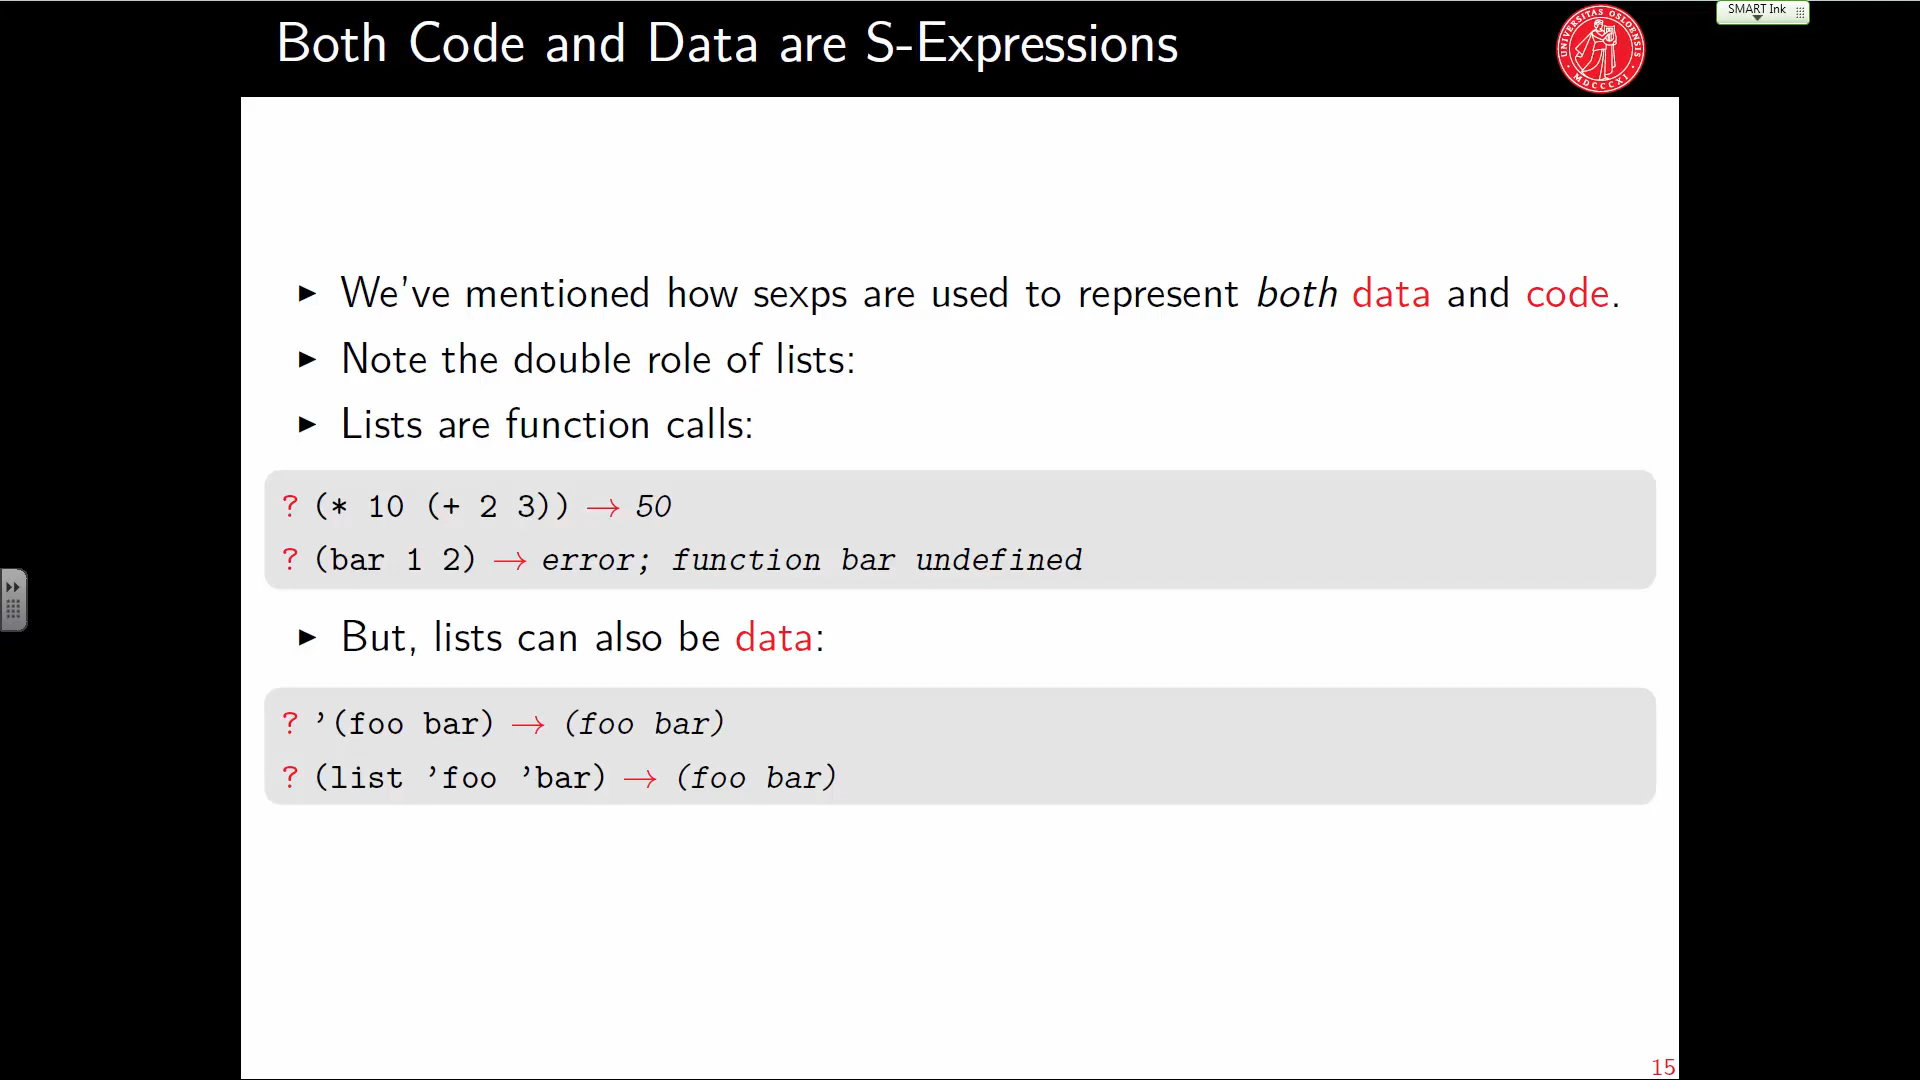 Both Code and Data are S-Expressions
UNIVERSITAS OSLOENSIS
MDCCCXI
SMART Ink
► We've mentioned how sexps are used to represent both data and code.
► Note the double role of lists:
► Lists are function calls:
? (* 10 (+ 2 3)) → 50
? (bar 1 2) → error; function bar undefined
► But, lists can also be data:
? ’(foo bar) → (foo bar)
? (list ’foo ’bar) → (foo bar)
15